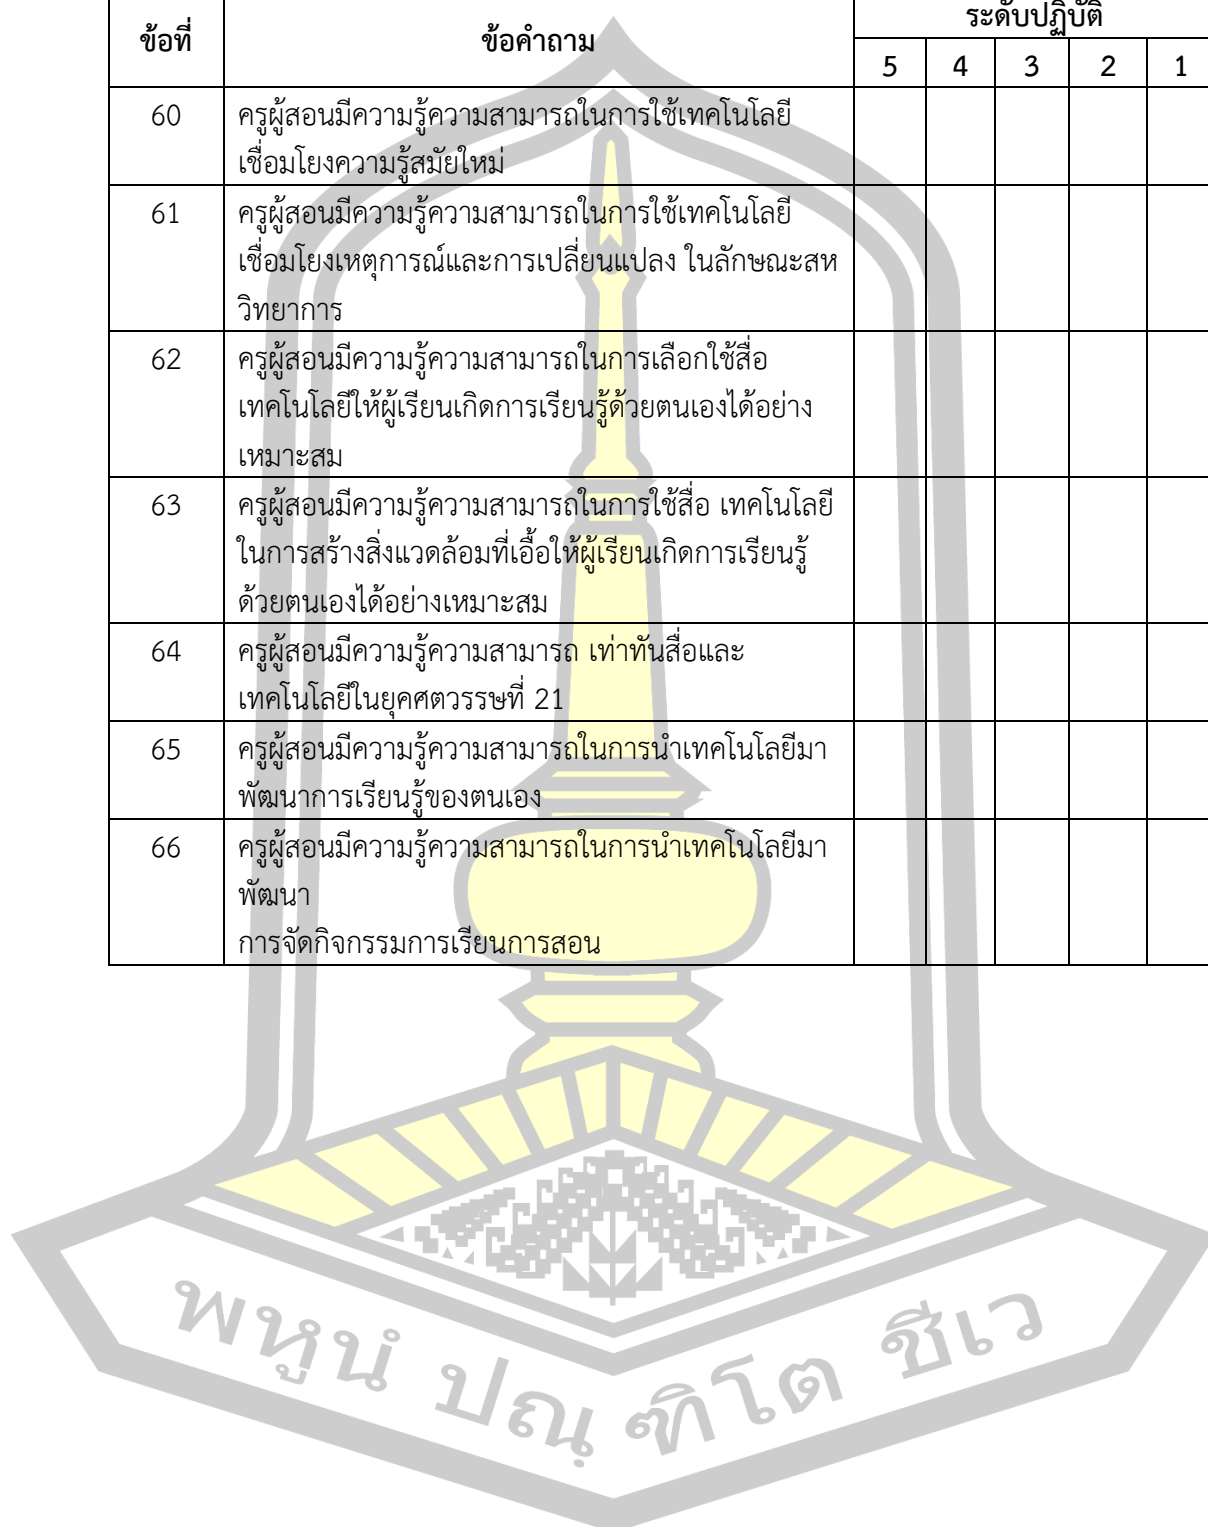 ข้อที่ ข้อคำถาม ระดับปฏิบัติ
5 4 3 2 1
60 ครูผู้สอนมีความรู้ความสามารถในการใช้เทคโนโลยี
เชื่อมโยงความรู้สมัยใหม่
61 ครูผู้สอนมีความรู้ความสามารถในการใช้เทคโนโลยี
เชื่อมโยงเหตุการณ์และการเปลี่ยนแปลง ในลักษณะสห
วิทยาการ
62 ครูผู้สอนมีความรู้ความสามารถในการเลือกใช้สื่อ
เทคโนโลยีให้ผู้เรียนเกิดการเรียนรู้ด้วยตนเองได้อย่าง
เหมาะสม
63 ครูผู้สอนมีความรู้ความสามารถในการใช้สื่อ เทคโนโลยี
ในการสร้างสิ่งแวดล้อมที่เอื้อให้ผู้เรียนเกิดการเรียนรู้
ด้วยตนเองได้อย่างเหมาะสม
64 ครูผู้สอนมีความรู้ความสามารถ เท่าทันสื่อและ
เทคโนโลยีในยุคศตวรรษที่ 21
65 ครูผู้สอนมีความรู้ความสามารถในการนำเทคโนโลยีมา
พัฒนาการเรียนรู้ของตนเอง
66 ครูผู้สอนมีความรู้ความสามารถในการนำเทคโนโลยีมา
พัฒนา
การจัดกิจกรรมการเรียนการสอน
พหูนํ ปณฺ ฑิโต ชีเว